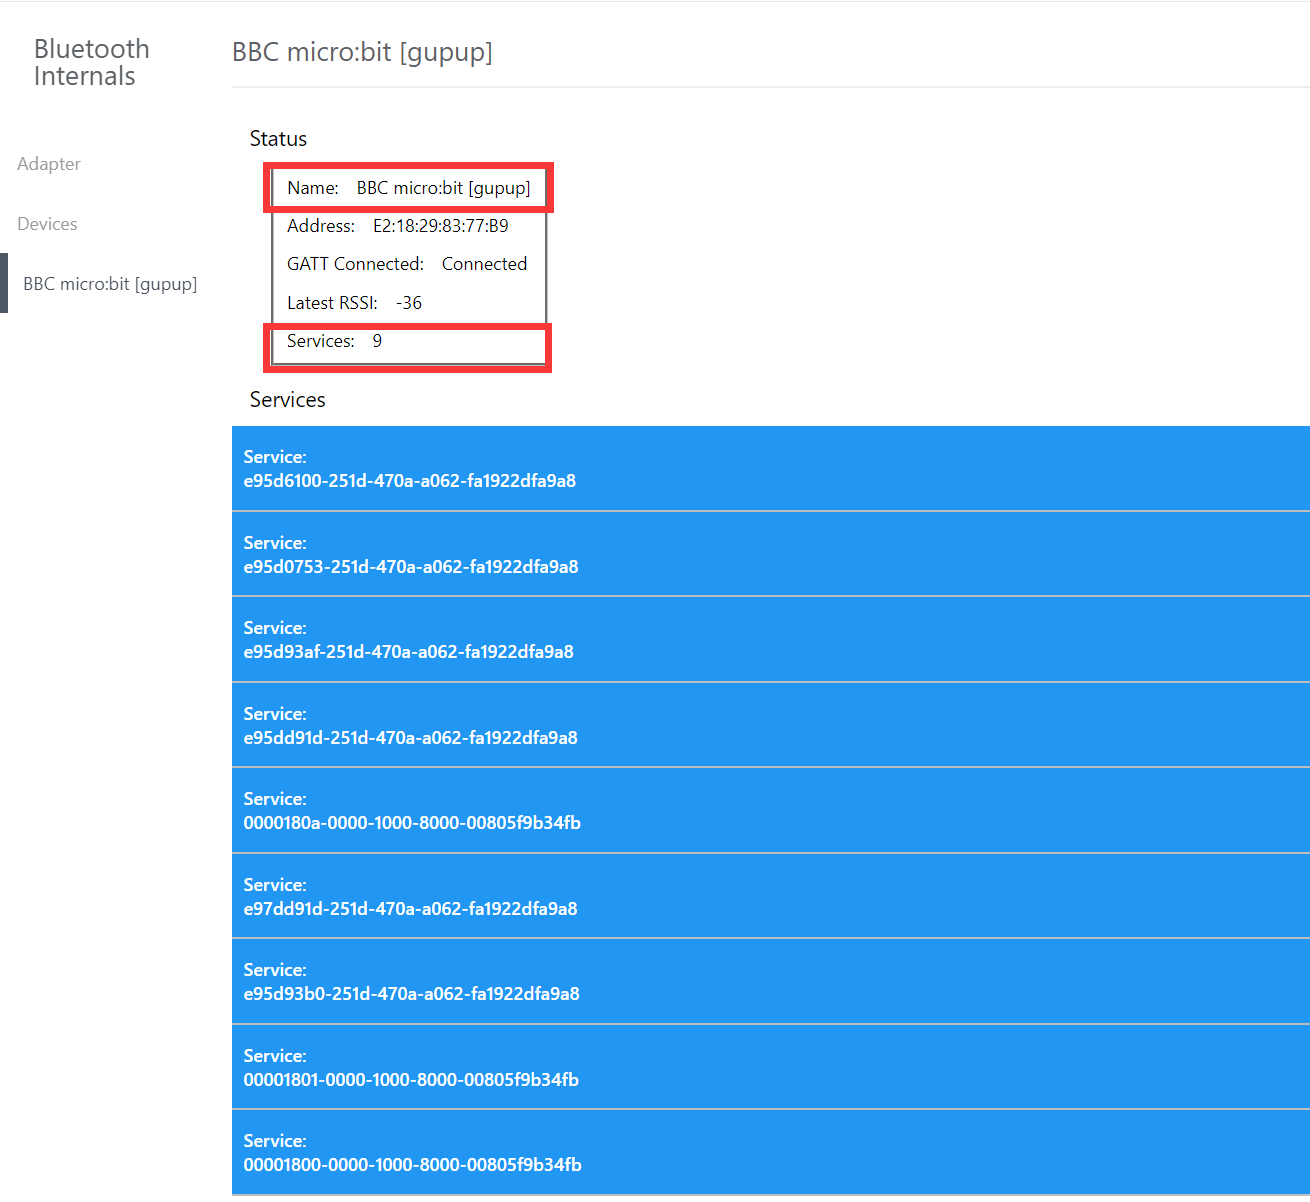 Bluetooth
Internals
Adapter
Devices
BBC micro:bit [gupup]
BBC micro:bit [gupup]
Status
Name: BBC micro:bit [gupup]
Address: E2:18:29:83:77:B9
GATT Connected: Connected
Latest RSSI: -36
Services: 9
Services
Service:
e95d6100-251d-470a-a062-fa1922dfa9a8
Service:
e95d0753-251d-470a-a062-fa1922dfa9a8
Service:
e95d93af-251d-470a-a062-fa1922dfa9a8
Service:
e95dd91d-251d-470a-a062-fa1922dfa9a8
Service:
0000180a-0000-1000-8000-00805f9b34fb
Service:
e97dd91d-251d-470a-a062-fa1922dfa9a8
Service:
e95d93b0-251d-470a-a062-fa1922dfa9a8
Service:
00001801-0000-1000-8000-00805f9b34fb
Service:
00001800-0000-1000-8000-00805f9b34fb